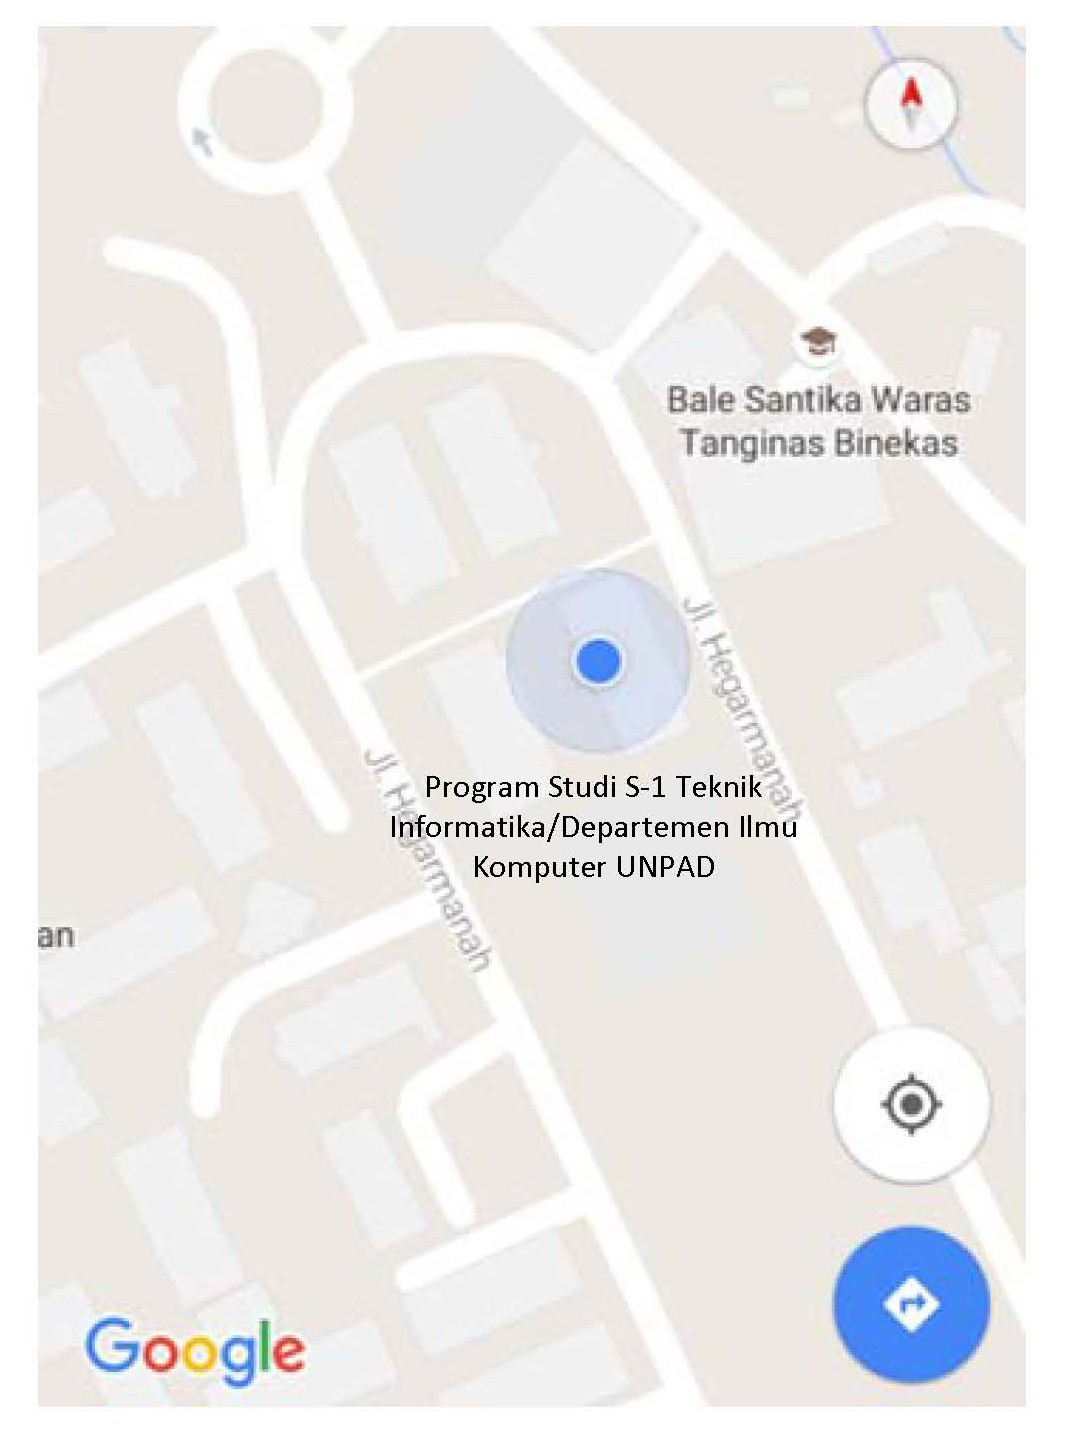 Bale Santika Waras
Tanginas Binekas
Jl. Hegarmanah
Jl. Hegarmanah
Program Studi S-1 Teknik
Informatika/Departemen Ilmu
Komputer UNPAD
an
Google